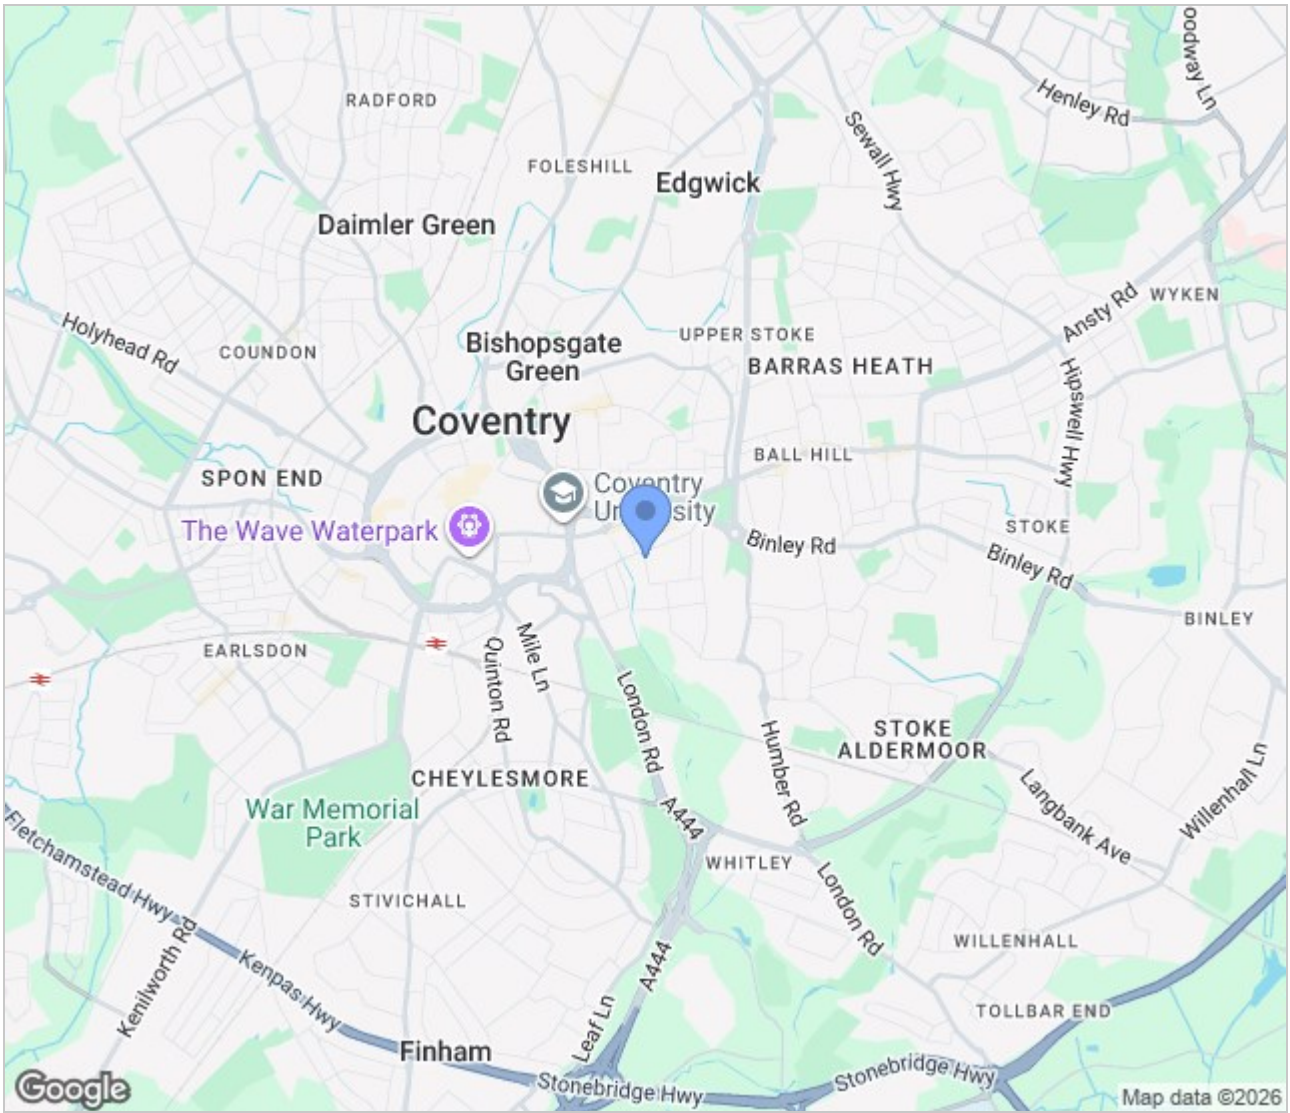 oodway Ln
Henley Rd
RADFORD
Sewall Hwy
FOLESHILL
Edgwick
Daimler Green
Ansty Rd
WYKEN
Holyhead Rd
UPPER STOKE
Bishopsgate
Green
COUNDON
BARRAS HEATH
Hipswell Hwy
Coventry
BALL HILL
SPON END
Coventry
University
The Wave Waterpark
STOKE
Binley Rd
Binley Rd
BINLEY
EARLSDON
Mile Ln
Quinton Rd
London Rd
STOKE
ALDERMOOR
Humber Rd
CHEYLESMORE
Langbank Ave
Willenhall Ln
War Memorial
Park
A444
Fletchamstead Hwy
WHITLEY
STIVICHALL
London Rd
WILLENHALL
Kenilworth Rd
Kenpas Hwy
A444
TOLLBAR END
Leaf Ln
Finham
Stonebridge Hwy
Stonebridge Hwy
Google
Map data ©2026